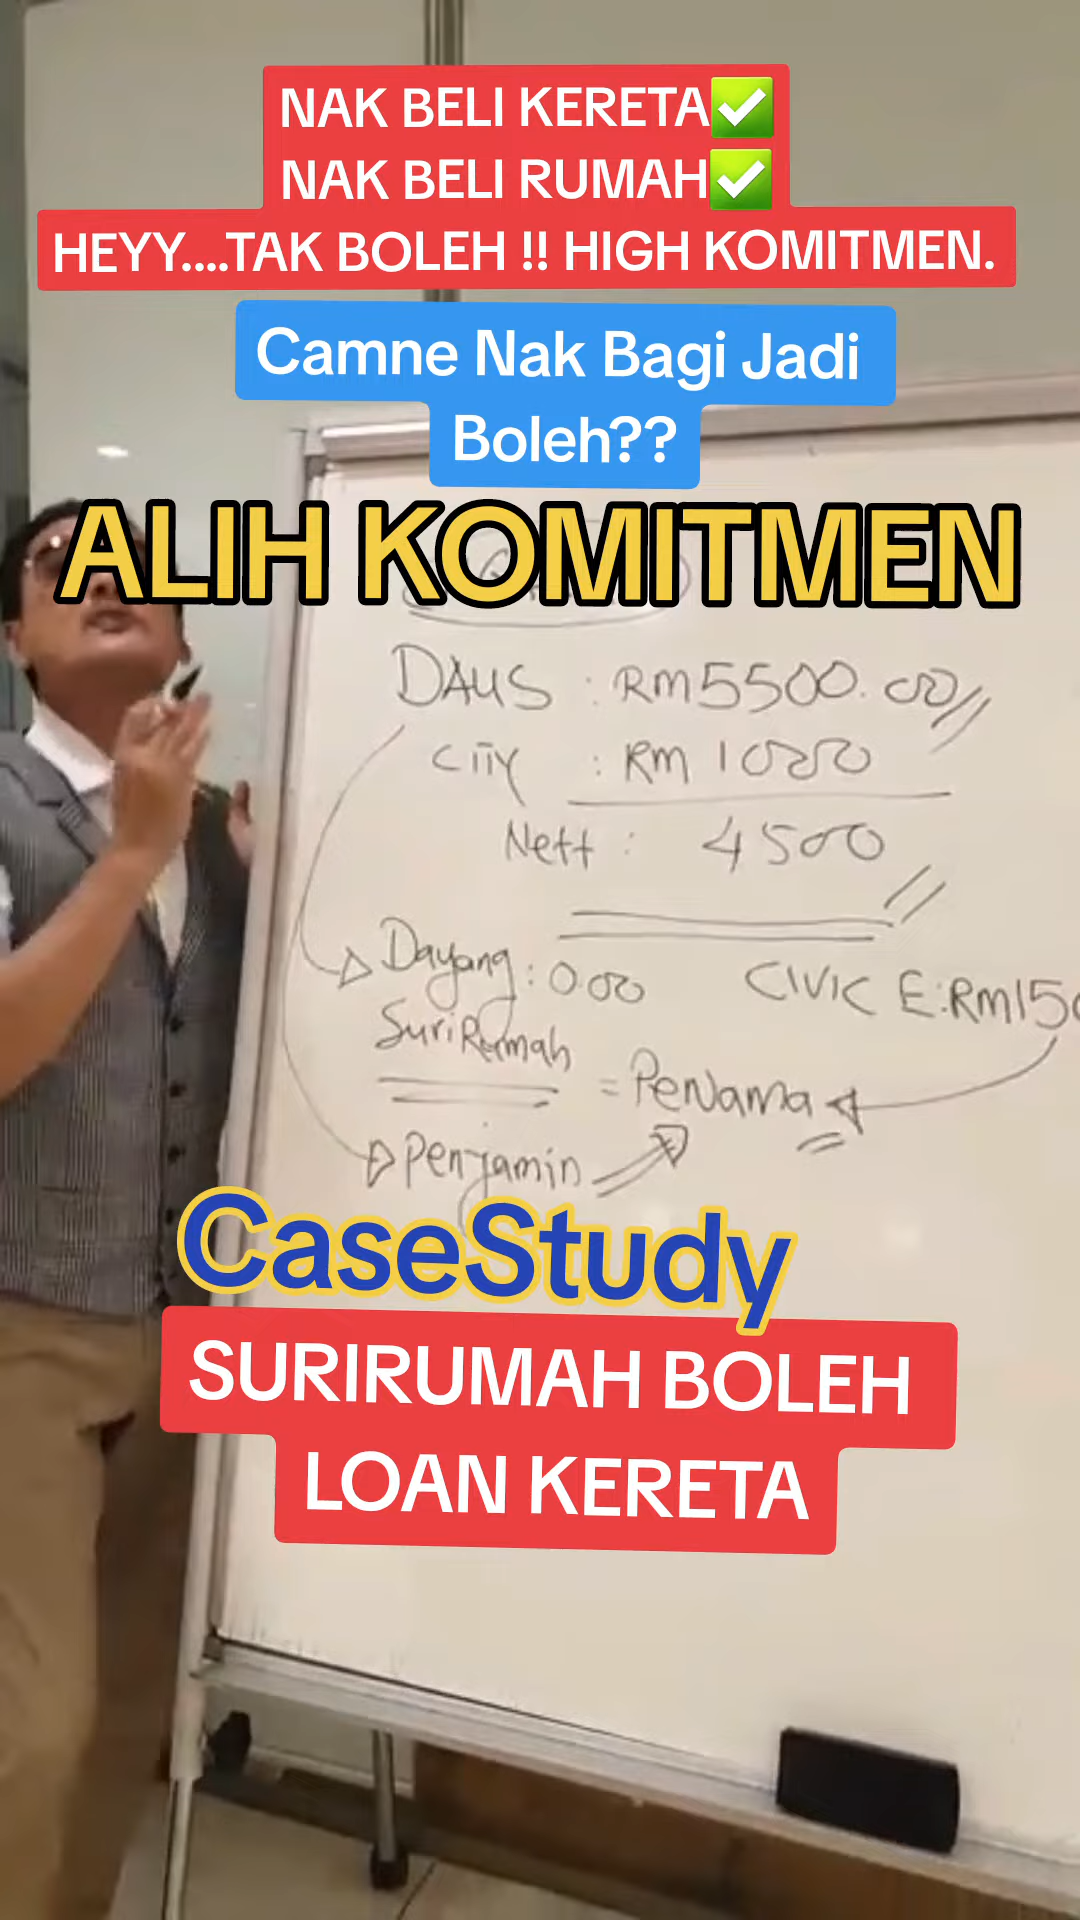 NAK BELI KERETA✅
NAK BELI RUMAH✅
HEYY....TAK BOLEH !! HIGH KOMITMEN.
Camne Nak Bagi Jadi
Boleh??
ALIH KOMITMEN
DAUS : RM5500.00//
CITY : RM 1000
Nett : 4500
Dayang : 0.00
CIVIC E:RM150
SuriRumah
= PeNama
Penjamin
CaseStudy
SURIRUMAH BOLEH
LOAN KERETA